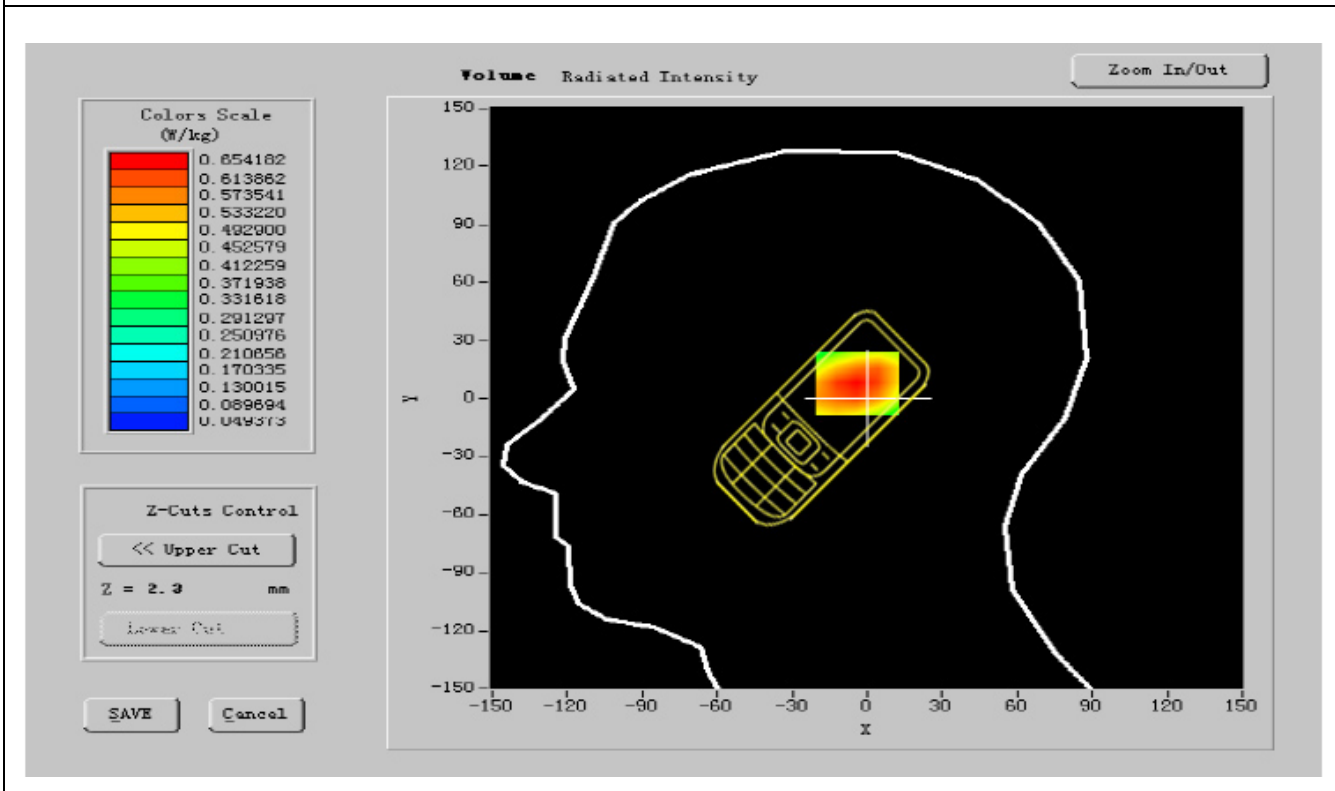 Volume Radiated Intensity
Zoom In/Out
Colors Scale
(W/kg)
0.654182
0.613862
0.573541
0.533220
0.492900
0.452579
0.412259
0.371938
0.331618
0.291297
0.250976
0.210656
0.170335
0.130015
0.089694
0.049373
Z-Cuts Control
<< Upper Cut
Z = 2.3 mm
Lower Cut
SAVE
Cancel
150
120
90
60
30
0
-30
-60
-90
-120
-150
Y
-150 -120 -90 -60 -30 0 30 60 90 120 150
X